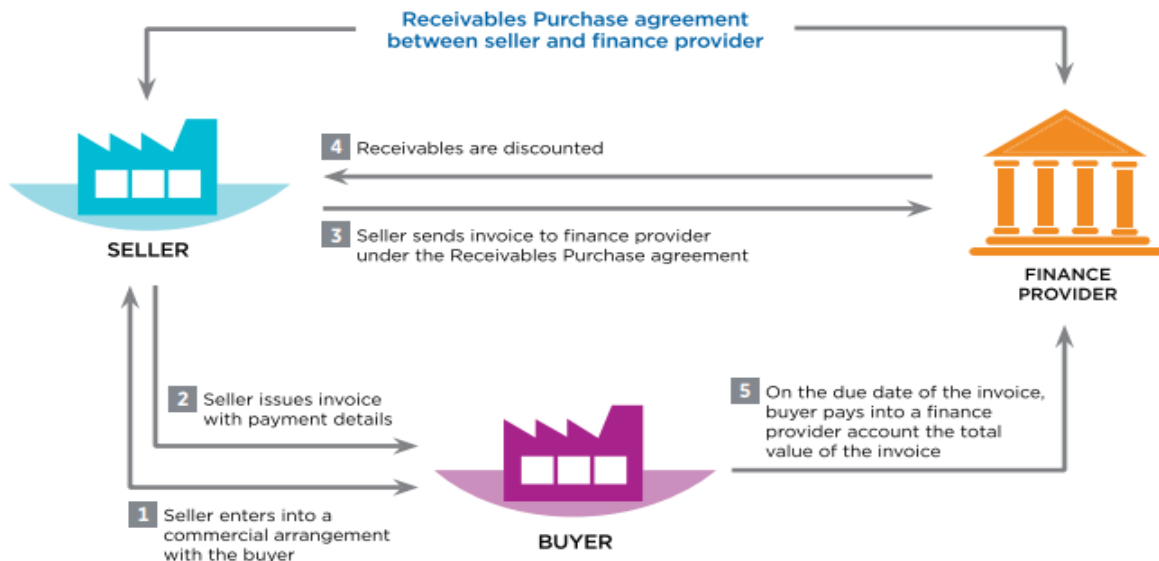 Receivables Purchase agreement
between seller and finance provider
4 Receivables are discounted
3 Seller sends invoice to finance provider
under the Receivables Purchase agreement
SELLER
FINANCE
PROVIDER
2 Seller issues invoice
with payment details
5 On the due date of the invoice,
buyer pays into a finance
provider account the total
value of the invoice
1 Seller enters into a
commercial arrangement
with the buyer
BUYER